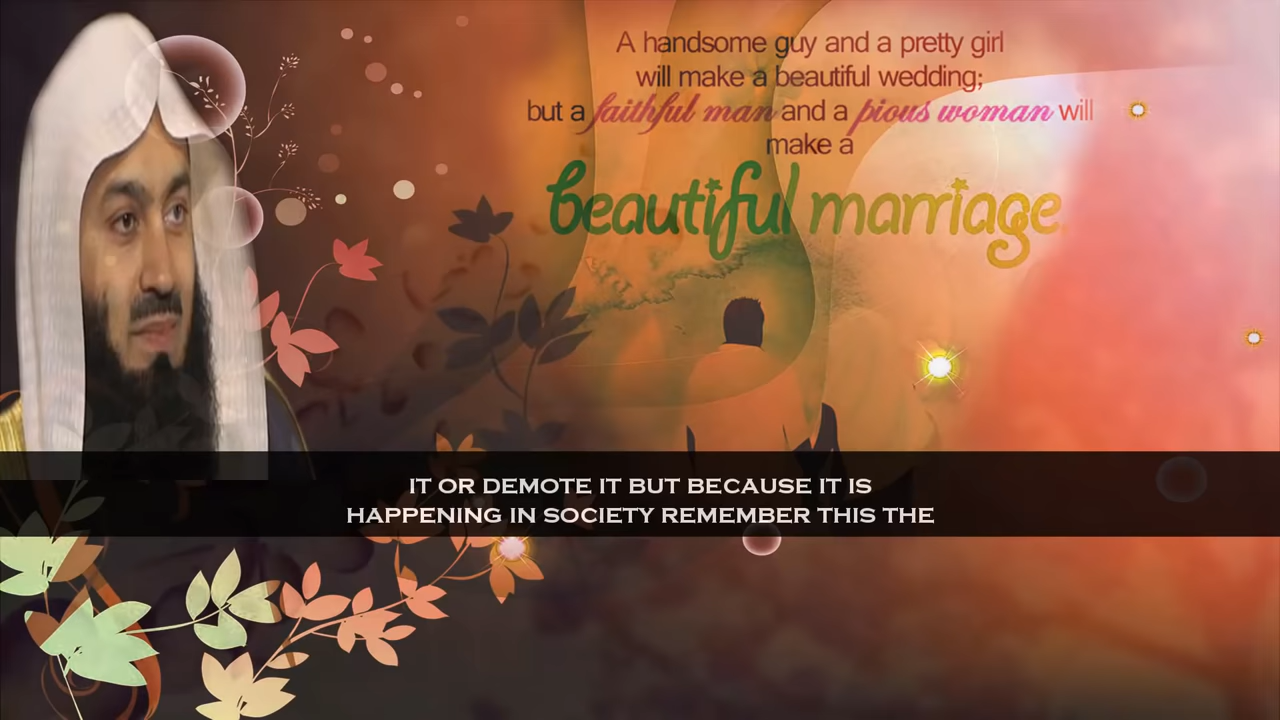 A handsome guy and a pretty girl
will make a beautiful wedding;
but a faithful man and a pious woman will
make a
beautiful marriage.
IT OR DEMOTE IT BUT BECAUSE IT IS
HAPPENING IN SOCIETY REMEMBER THIS THE